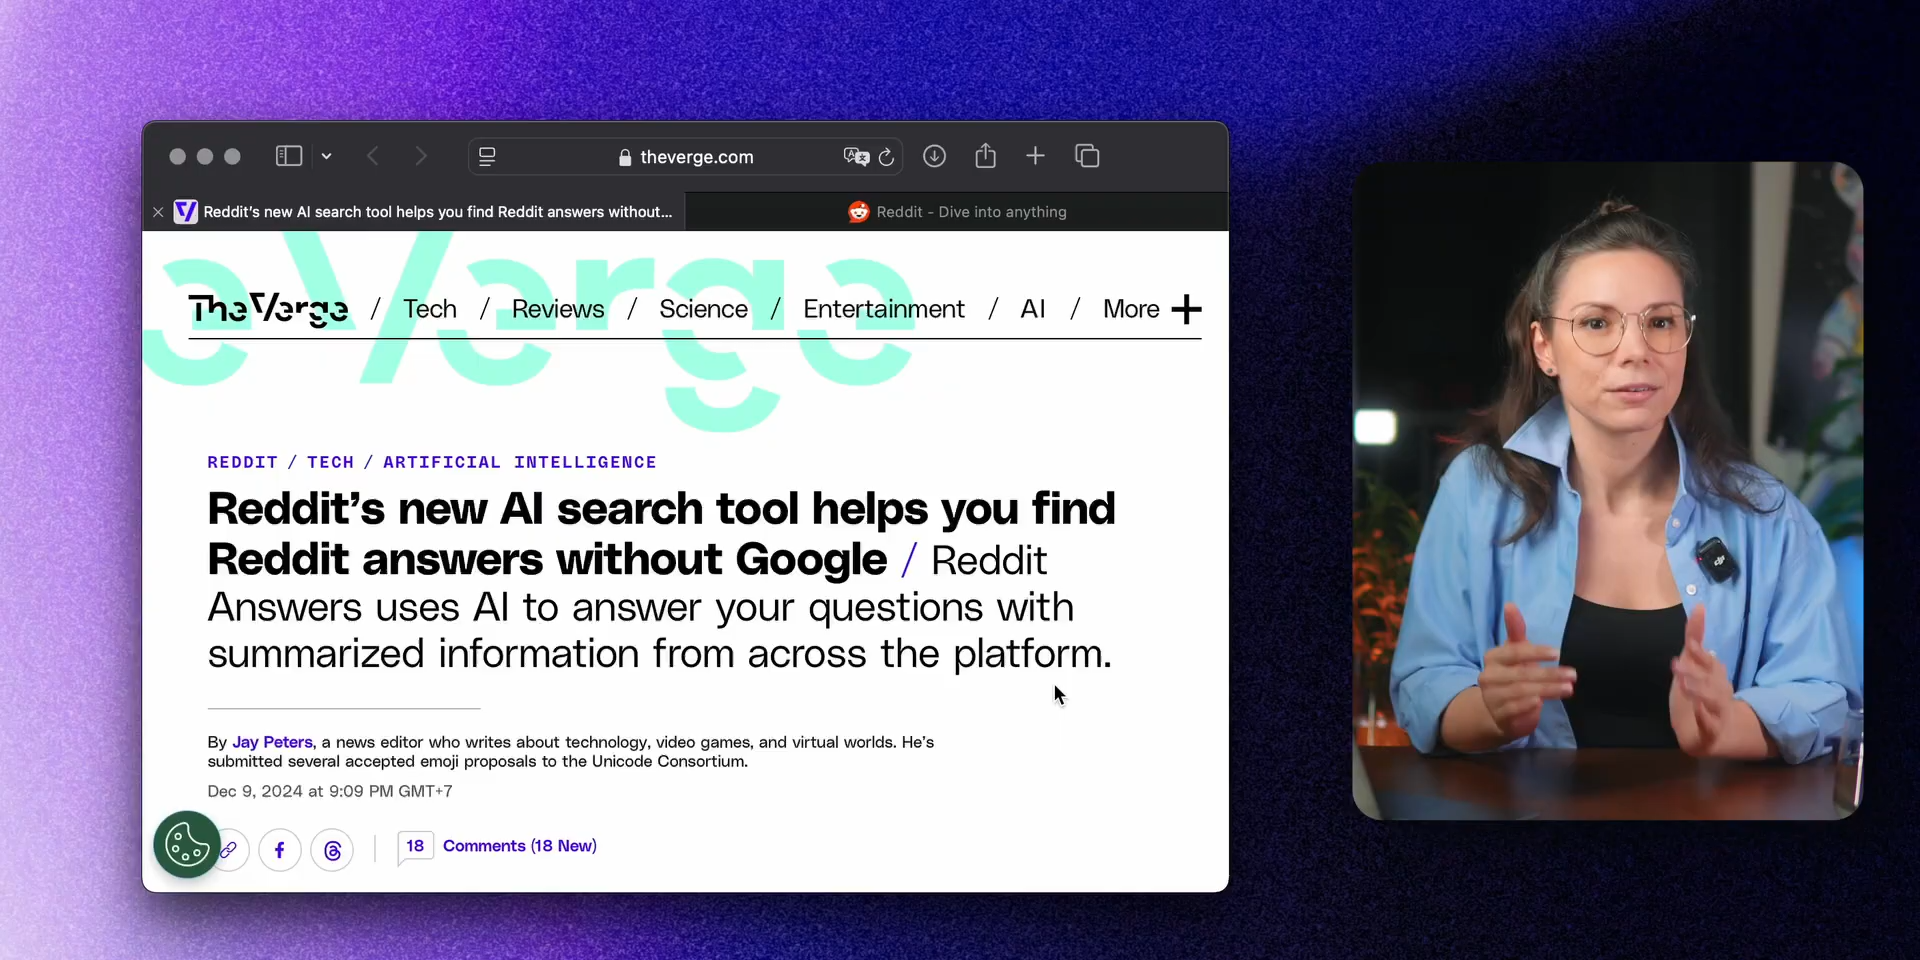 theverge.com
Reddit's new AI search tool helps you find Reddit answers without...
Reddit - Dive into anything
eVerge
TheVerge / Tech / Reviews / Science / Entertainment / AI / More
REDDIT / TECH / ARTIFICIAL INTELLIGENCE
Reddit’s new AI search tool helps you find
Reddit answers without Google / Reddit
Answers uses AI to answer your questions with
summarized information from across the platform.
By Jay Peters, a news editor who writes about technology, video games, and virtual worlds. He’s
submitted several accepted emoji proposals to the Unicode Consortium.
Dec 9, 2024 at 9:09 PM GMT+7
18 Comments (18 New)
dji